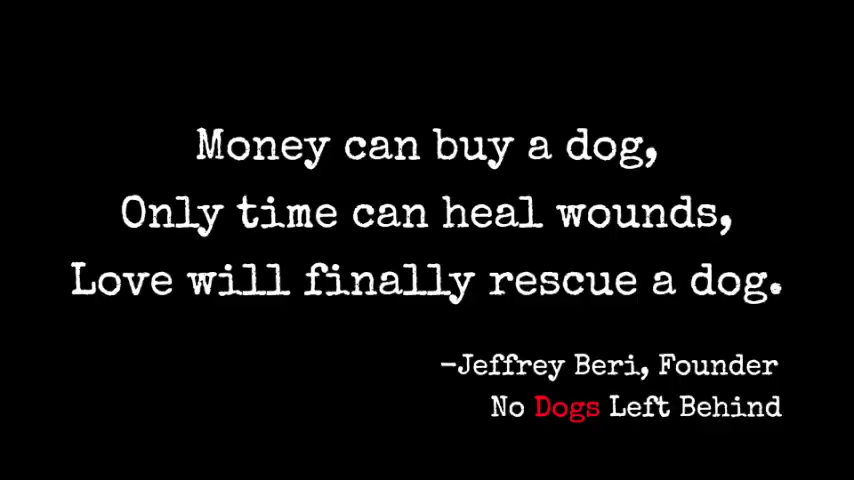 Money can buy a dog,
Only time can heal wounds,
Love will finally rescue a dog.
-Jeffrey Beri, Founder
No Dogs Left Behind